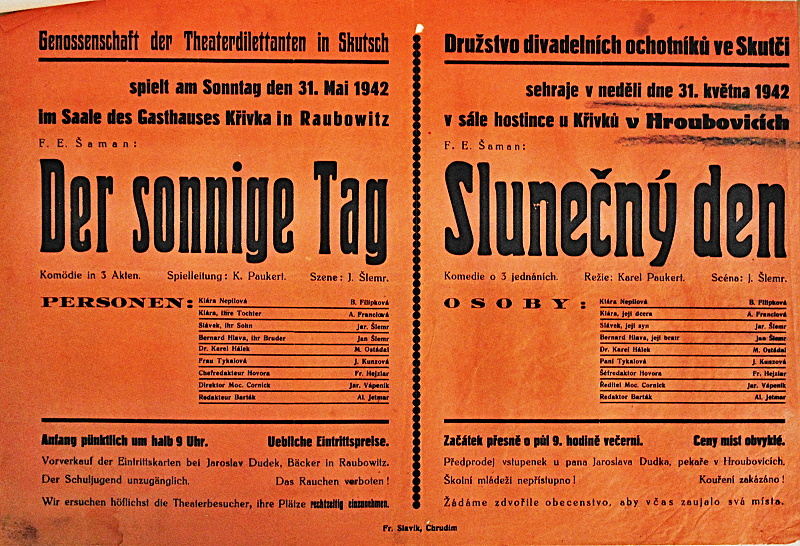 Genossenschaft der Theaterdilettanten in Skutsch
spielt am Sonntag den 31. Mai 1942
im Saale des Gasthauses Křivka in Raubowitz
F. E. Šaman:
Der sonnige Tag
Komödie in 3 Akten. Spielleitung: K. Paukert. Szene: J. Šlemr.
PERSONEN:
Klára Nepilová B. Filipková
Klára, ihre Tochter A. Franclová
Slávek, ihr Sohn Jar. Šlemr
Bernard Hlava, ihr Bruder Jan Šlemr
Dr. Karel Hálek M. Ostádal
Frau Tykalová J. Kunzová
Chefredakteur Hovora Fr. Hejzlar
Direktor Moc. Cornick Jar. Vápeník
Redakteur Barták Al. Jetmar
Anfang pünktlich um halb 9 Uhr. Uebliche Eintrittspreise.
Vorverkauf der Eintrittskarten bei Jaroslav Dudek, Bäcker in Raubowitz.
Der Schuljugend unzugänglich. Das Rauchen verboten!
Wir ersuchen höflichst die Theaterbesucher, ihre Plätze rechtzeitig einzunehmen.
Družstvo divadelních ochotníků ve Skutči
sehraje v neděli dne 31. května 1942
v sále hostince u Křivků v Hroubovicích
F. E. Šaman:
Slunečný den
Komedie o 3 jednáních. Režie: Karel Paukert. Scéna: J. Šlemr.
OSOBY:
Klára Nepilová B. Filipková
Klára, její dcera A. Franclová
Slávek, její syn Jar. Šlemr
Bernard Hlava, její bratr Jan Šlemr
Dr. Karel Hálek M. Ostádal
Paní Tykalová J. Kunzová
Šéfredaktor Hovora Fr. Hejzlar
Ředitel Moc. Cornick Jar. Vápeník
Redaktor Barták Al. Jetmar
Začátek přesně o půl 9. hodině večerní. Ceny míst obvyklé.
Předprodej vstupenek u pana Jaroslava Dudka, pekaře v Hroubovicích.
Školní mládeži nepřístupno! Kouření zakázáno!
Žádáme zdvořile obecenstvo, aby včas zaujalo svá místa.
Fr. Slavík, Chrudim